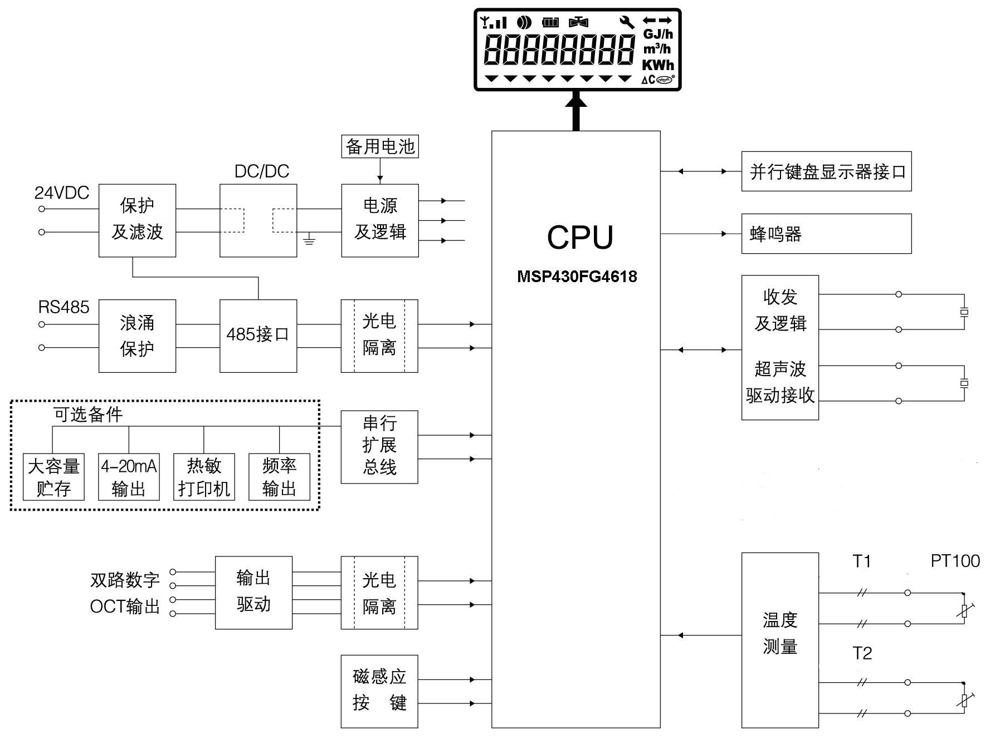 88888888
GJ/h
m³/h
KWh
ΔC
备用电池
DC/DC
24VDC
保护
及滤波
电源
及逻辑
RS485
浪涌
保护
485接口
光电
隔离
可选备件
大容量
贮存
4-20mA
输出
热敏
打印机
频率
输出
串行
扩展
总线
双路数字
OCT输出
输出
驱动
光电
隔离
磁感应
按 键
CPU
MSP430FG4618
并行键盘显示器接口
蜂鸣器
收发
及逻辑
超声波
驱动接收
温度
测量
T1
PT100
T2